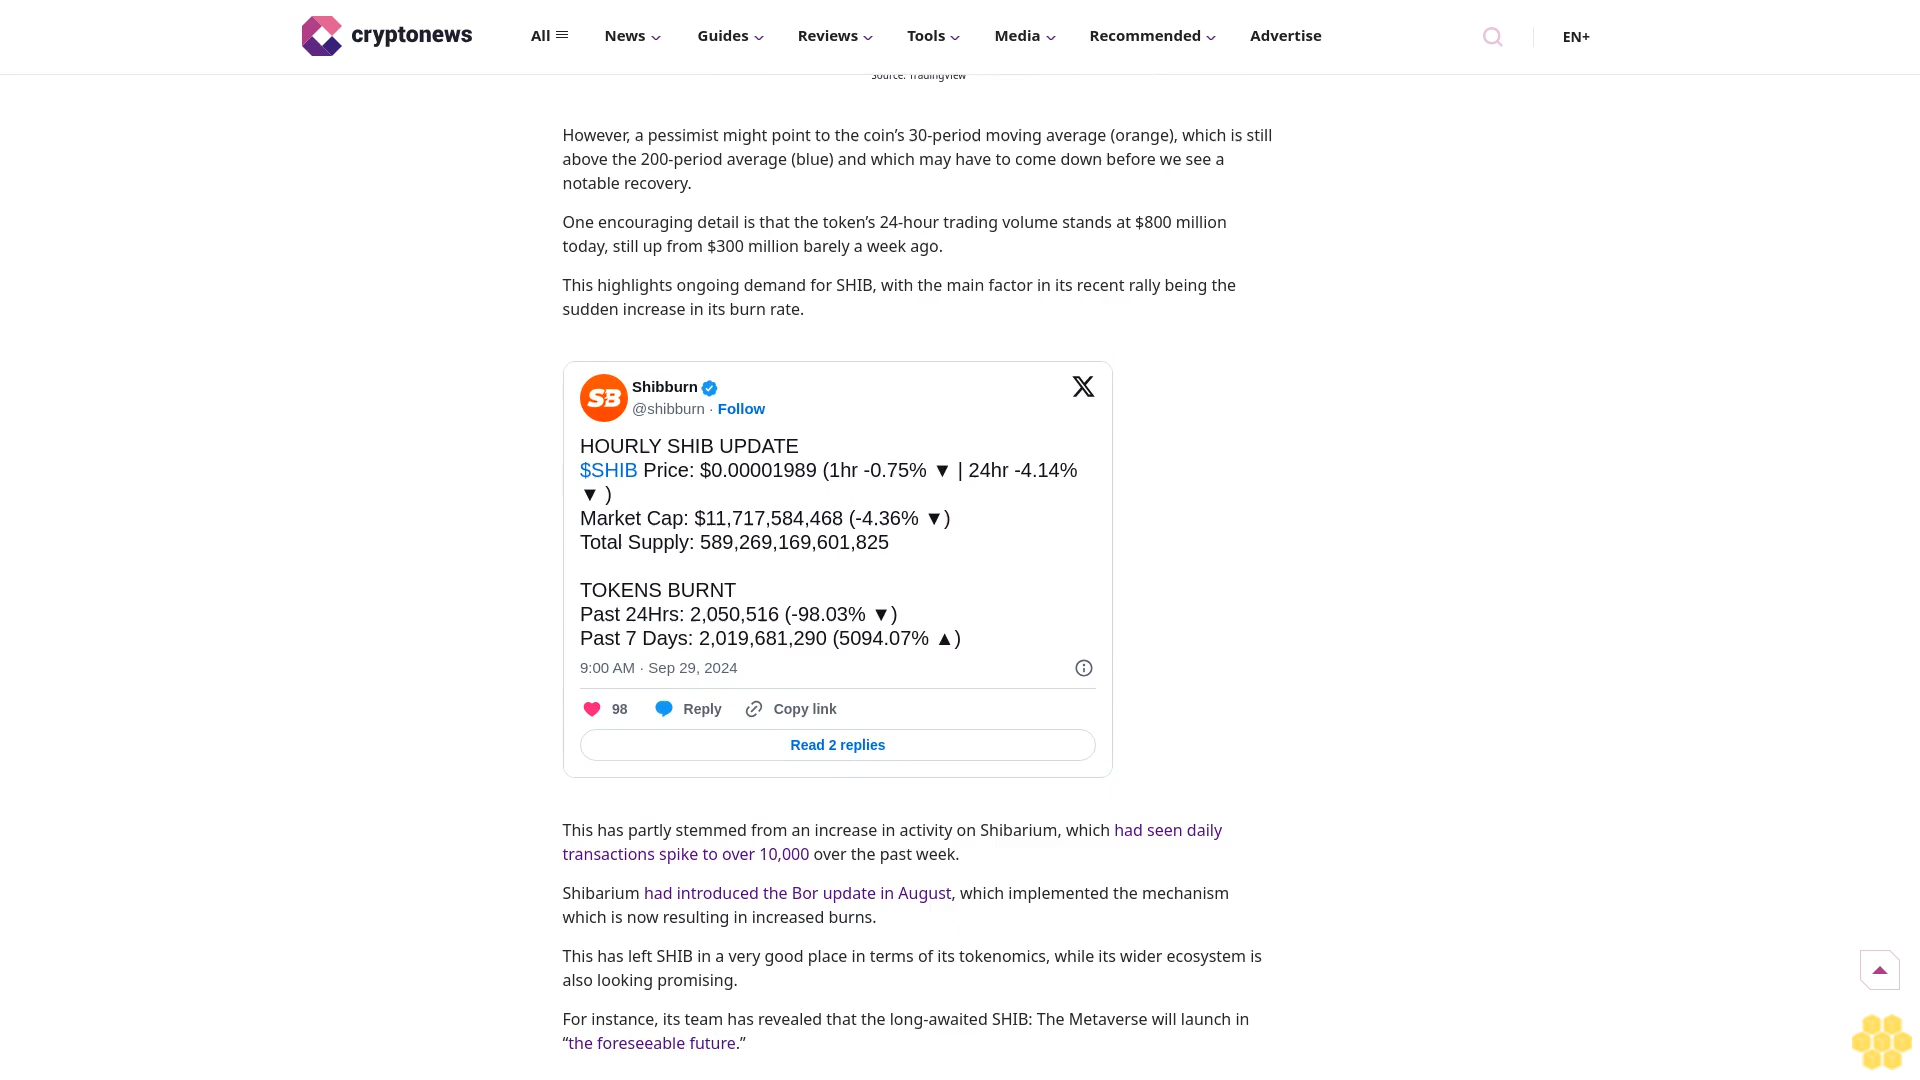 cryptonews
All News Guides Reviews Tools Media Recommended Advertise EN+
Source: TradingView
However, a pessimist might point to the coin’s 30-period moving average (orange), which is still
above the 200-period average (blue) and which may have to come down before we see a
notable recovery.
One encouraging detail is that the token’s 24-hour trading volume stands at $800 million
today, still up from $300 million barely a week ago.
This highlights ongoing demand for SHIB, with the main factor in its recent rally being the
sudden increase in its burn rate.
SB
Shibburn
@shibburn · Follow
HOURLY SHIB UPDATE
$SHIB Price: $0.00001989 (1hr -0.75% ▼ | 24hr -4.14%
▼ )
Market Cap: $11,717,584,468 (-4.36% ▼)
Total Supply: 589,269,169,601,825
TOKENS BURNT
Past 24Hrs: 2,050,516 (-98.03% ▼)
Past 7 Days: 2,019,681,290 (5094.07% ▲)
9:00 AM · Sep 29, 2024
98 Reply Copy link
Read 2 replies
This has partly stemmed from an increase in activity on Shibarium, which had seen daily
transactions spike to over 10,000 over the past week.
Shibarium had introduced the Bor update in August, which implemented the mechanism
which is now resulting in increased burns.
This has left SHIB in a very good place in terms of its tokenomics, while its wider ecosystem is
also looking promising.
For instance, its team has revealed that the long-awaited SHIB: The Metaverse will launch in
“the foreseeable future.”